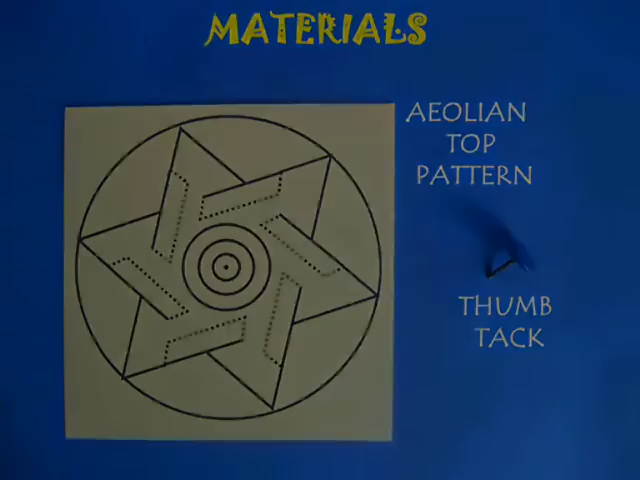 MATERIALS
AEOLIAN
TOP
PATTERN
THUMB
TACK